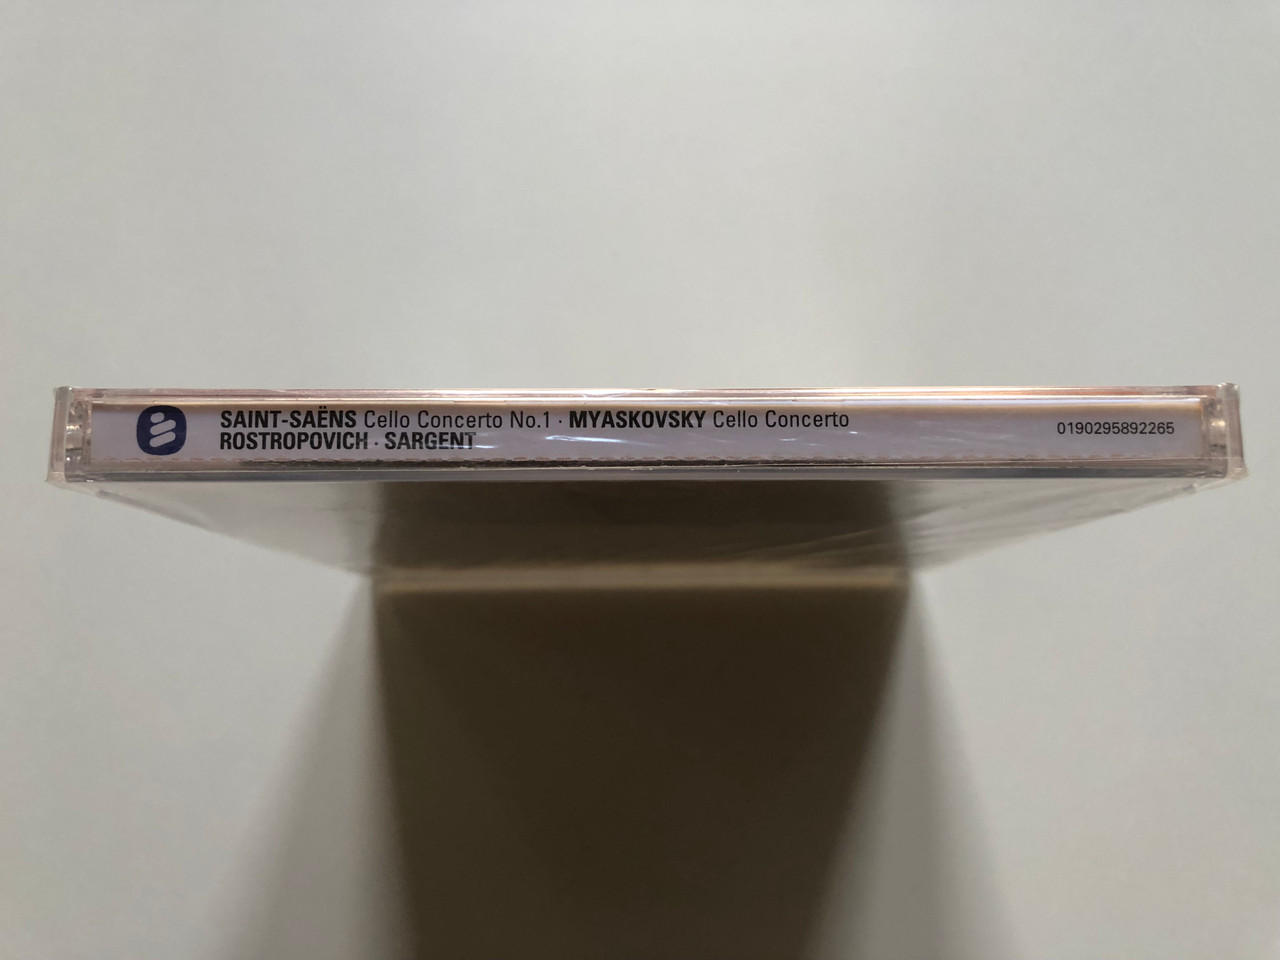 SAINT-SAËNS Cello Concerto No.1 · MYASKOVSKY Cello Concerto
ROSTROPOVICH · SARGENT
0190295892265